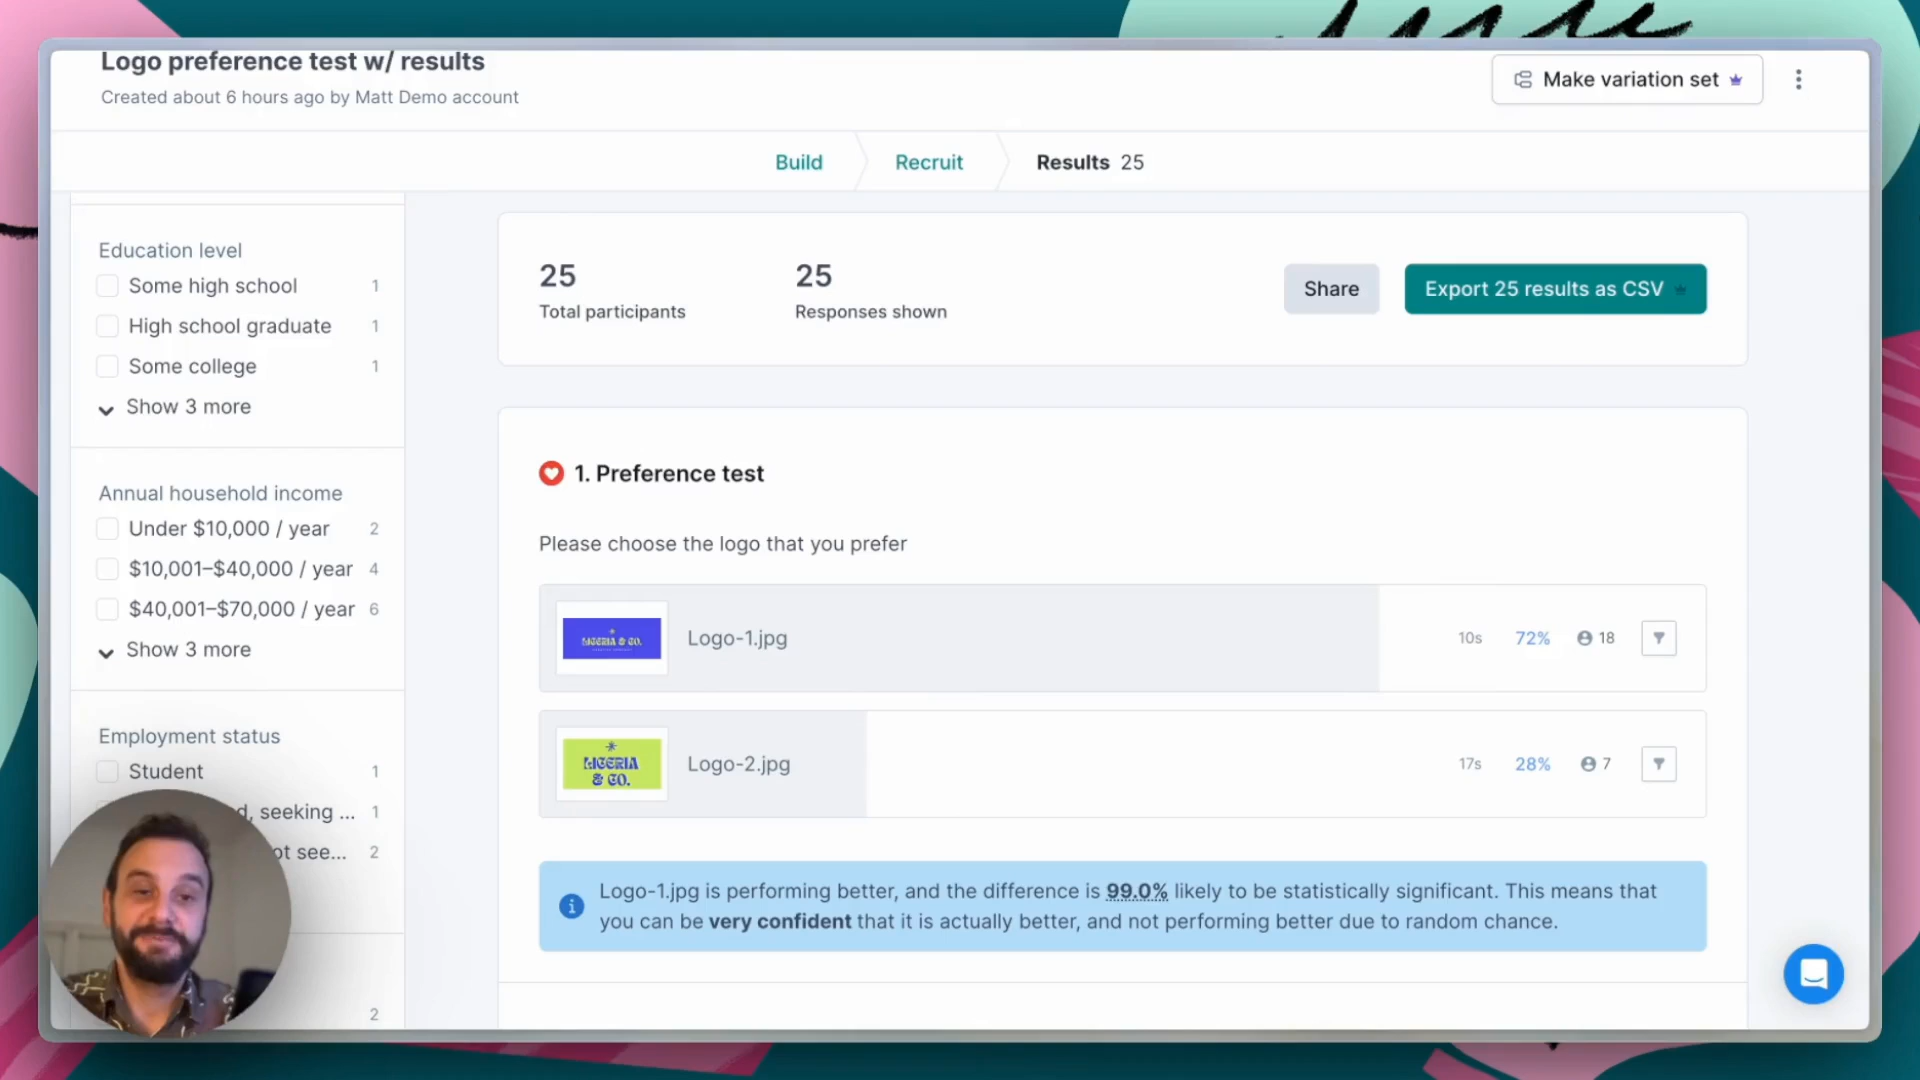 Logo preference test w/ results
Created about 6 hours ago by Matt Demo account
Make variation set
Build
Recruit
Results 25
Education level
Some high school 1
High school graduate 1
Some college 1
Show 3 more
Annual household income
Under $10,000 / year 2
$10,001–$40,000 / year 4
$40,001–$70,000 / year 6
Show 3 more
Employment status
Student 1
d, seeking ... 1
ot see... 2
2
25
Total participants
25
Responses shown
Share
Export 25 results as CSV
1. Preference test
Please choose the logo that you prefer
LIGERIA & CO.
Logo-1.jpg
10s 72% 18
LIGERIA
& CO.
Logo-2.jpg
17s 28% 7
Logo-1.jpg is performing better, and the difference is 99.0% likely to be statistically significant. This means that
you can be very confident that it is actually better, and not performing better due to random chance.